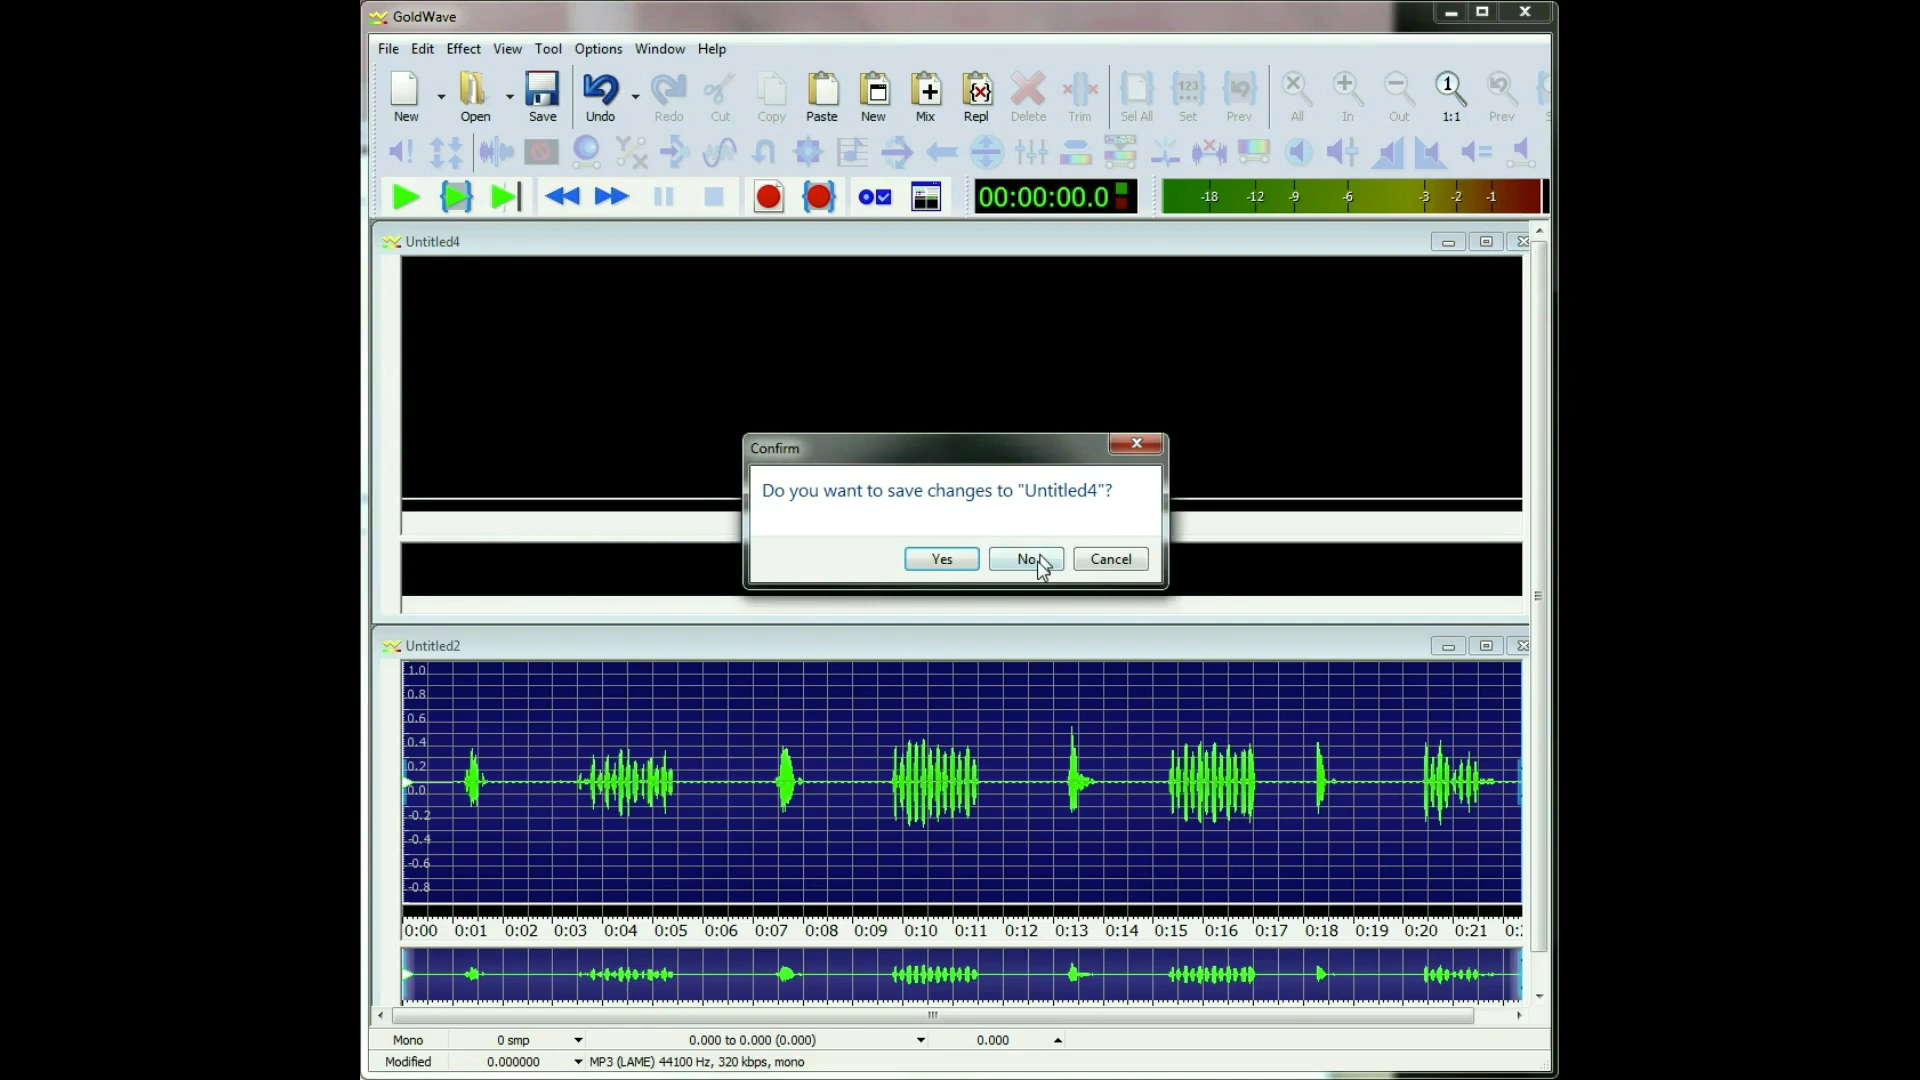 GoldWave
File Edit Effect View Tool Options Window Help
New Open Save Undo Redo Cut Copy Paste New Mix Repl Delete Trim Sel All Set Prev All In Out 1:1 Prev
00:00:00.0 -18 -12 -9 -6 -3 -2 -1
Untitled4
Confirm
Do you want to save changes to "Untitled4"?
Yes No Cancel
Untitled2
1.0
0.8
0.6
0.4
0.2
0.0
-0.2
-0.4
-0.6
-0.8
0:00 0:01 0:02 0:03 0:04 0:05 0:06 0:07 0:08 0:09 0:10 0:11 0:12 0:13 0:14 0:15 0:16 0:17 0:18 0:19 0:20 0:21
Mono 0 smp 0.000 to 0.000 (0.000) 0.000
Modified 0.000000 MP3 (LAME) 44100 Hz, 320 kbps, mono